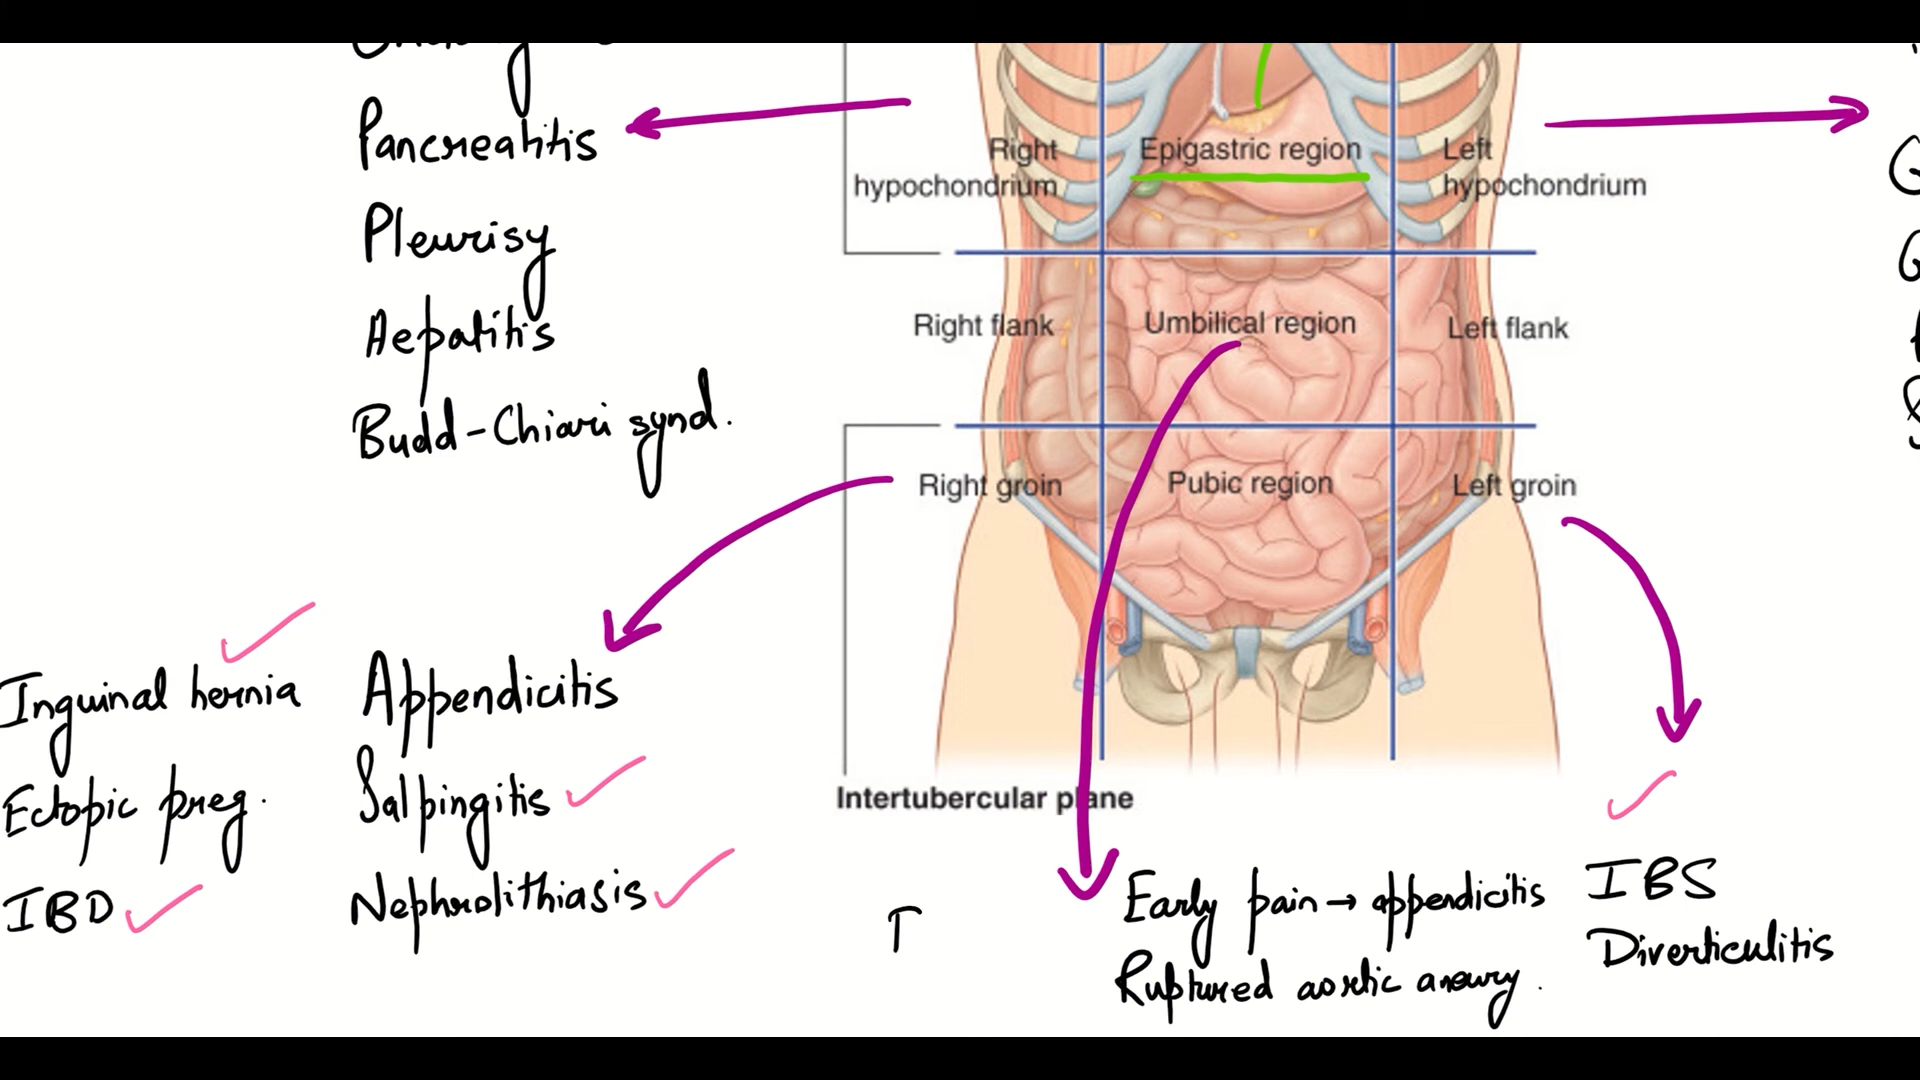 Pancreatitis
Pleurisy
Hepatitis
Budd-Chiari synd.
Right hypochondrium
Epigastric region
Left hypochondrium
Right flank
Umbilical region
Left flank
Right groin
Pubic region
Left groin
Intertubercular plane
Inguinal hernia
Ectopic preg.
IBD
Appendicitis
Salpingitis
Nephrolithiasis
Early pain → appendicitis
Ruptured aortic aneury.
IBS
Diverticulitis